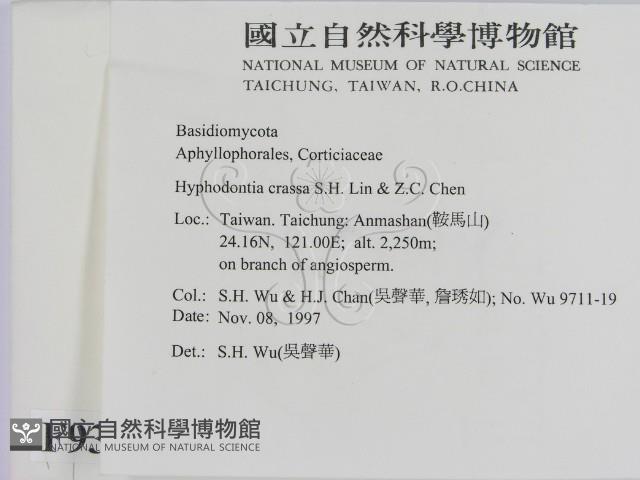 國立自然科學博物館
NATIONAL MUSEUM OF NATURAL SCIENCE
TAICHUNG, TAIWAN, R.O.CHINA
Basidiomycota
Aphyllophorales, Corticiaceae
Hyphodontia crassa S.H. Lin & Z.C. Chen
Loc.: Taiwan. Taichung: Anmashan(鞍馬山)
24.16N, 121.00E; alt. 2,250m;
on branch of angiosperm.
Col.: S.H. Wu & H.J. Chan(吳聲華, 詹琇如); No. Wu 9711-19
Date: Nov. 08, 1997
Det.: S.H. Wu(吳聲華)
國立自然科學博物館
NATIONAL MUSEUM OF NATURAL SCIENCE